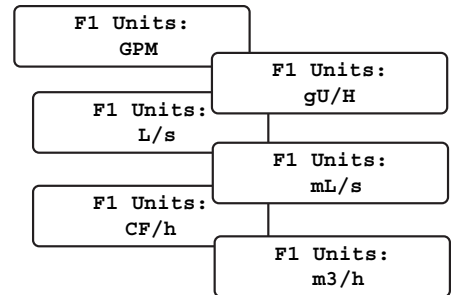 F1 Units:
GPM
F1 Units:
gU/H
F1 Units:
L/s
F1 Units:
mL/s
F1 Units:
CF/h
F1 Units:
m3/h